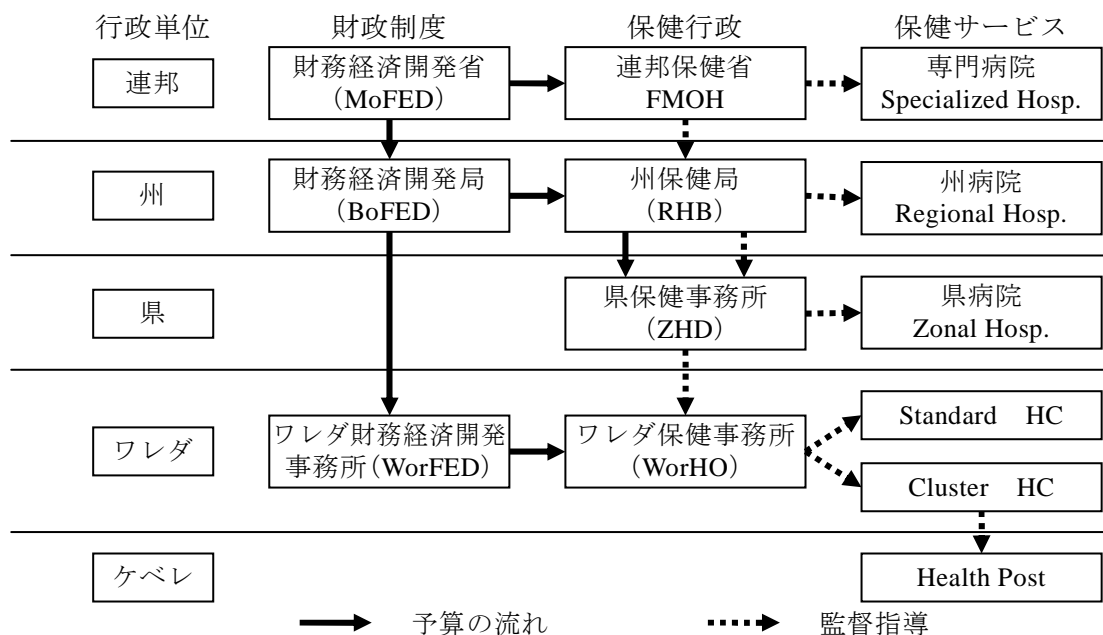 行政単位 財政制度 保健行政 保健サービス
連邦
財務経済開発省
(MoFED)
連邦保健省
FMOH
専門病院
Specialized Hosp.
州
財務経済開発局
(BoFED)
州保健局
(RHB)
州病院
Regional Hosp.
県
県保健事務所
(ZHD)
県病院
Zonal Hosp.
ワレダ
ワレダ財務経済開発
事務所(WorFED)
ワレダ保健事務所
(WorHO)
Standard HC
Cluster HC
ケベレ
Health Post
予算の流れ 監督指導